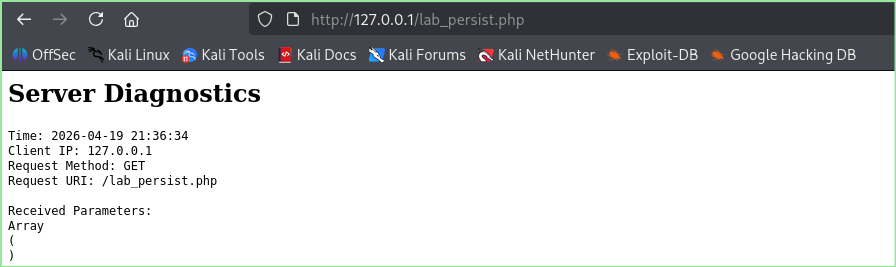 http://127.0.0.1/lab_persist.php
OffSec Kali Linux Kali Tools Kali Docs Kali Forums Kali NetHunter Exploit-DB Google Hacking DB
Server Diagnostics
Time: 2026-04-19 21:36:34
Client IP: 127.0.0.1
Request Method: GET
Request URI: /lab_persist.php
Received Parameters:
Array
(
)